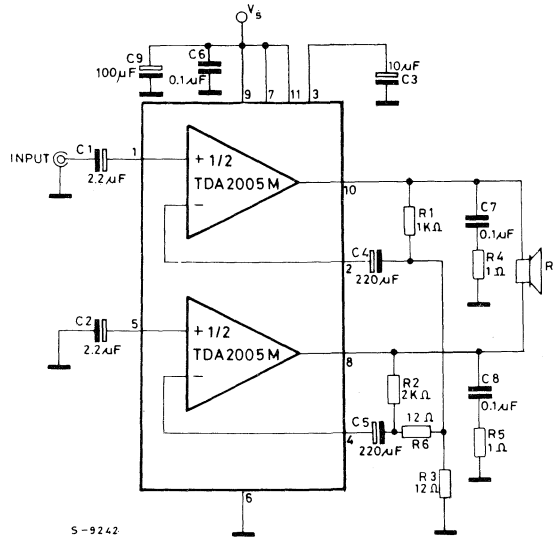 Vs
C9
100µF
C6
0.1µF
10µF
C3
9
7
11
3
C1
1
INPUT
2.2µF
+ 1/2
TDA2005M
−
10
R1
1KΩ
C7
0.1µF
R4
1Ω
R
C4
2
220µF
C2
5
2.2µF
+ 1/2
TDA2005M
−
8
R2
2KΩ
C8
0.1µF
C5
4
220µF
12Ω
R6
R5
1Ω
R3
12Ω
6
S-9242